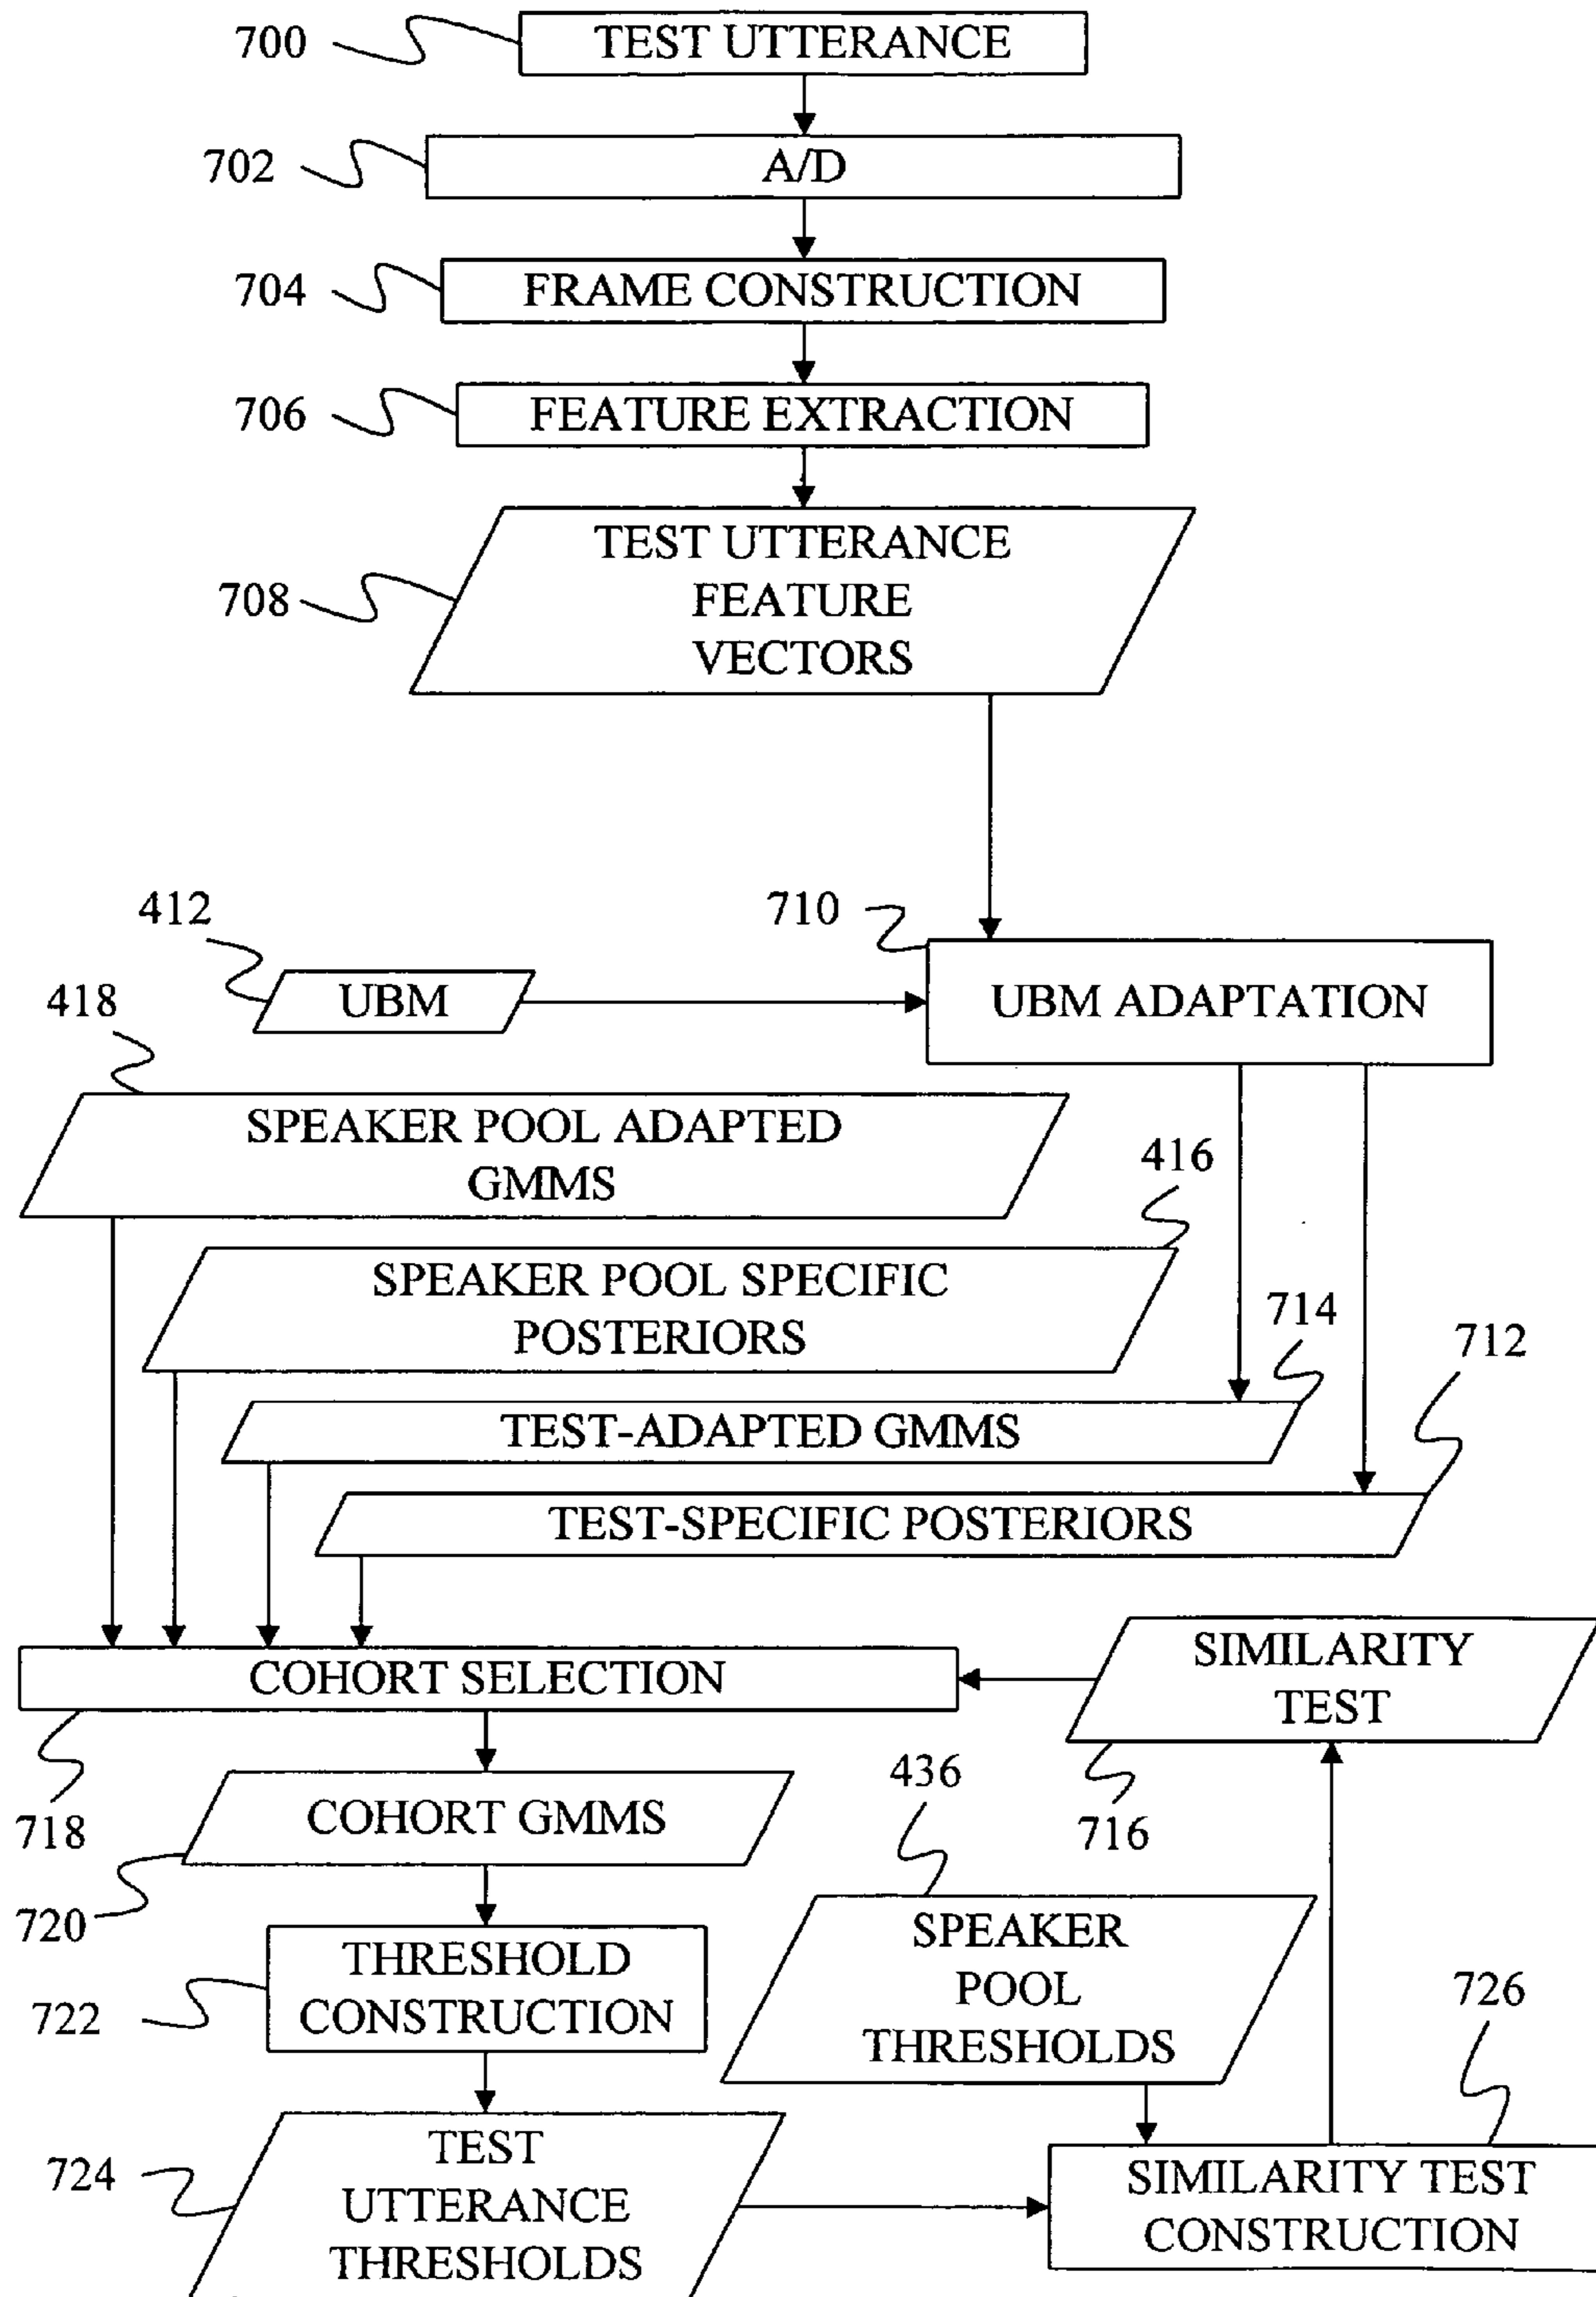 700
TEST UTTERANCE
702
A/D
704
FRAME CONSTRUCTION
706
FEATURE EXTRACTION
708
TEST UTTERANCE
FEATURE
VECTORS
412
710
UBM
UBM ADAPTATION
418
SPEAKER POOL ADAPTED
GMMS
416
SPEAKER POOL SPECIFIC
POSTERIORS
714
712
TEST-ADAPTED GMMS
TEST-SPECIFIC POSTERIORS
COHORT SELECTION
SIMILARITY
TEST
718
COHORT GMMS
436
716
720
THRESHOLD
CONSTRUCTION
722
SPEAKER
POOL
THRESHOLDS
726
724
TEST
UTTERANCE
THRESHOLDS
SIMILARITY TEST
CONSTRUCTION